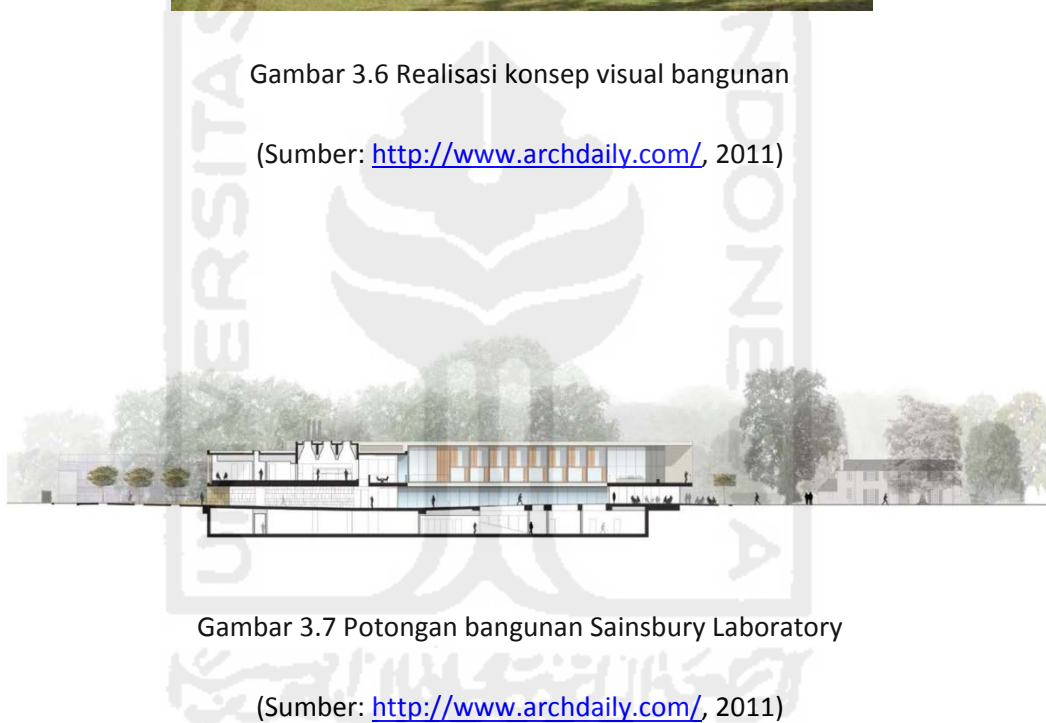 Gambar 3.6 Realisasi konsep visual bangunan
(Sumber: http://www.archdaily.com/, 2011)
Gambar 3.7 Potongan bangunan Sainsbury Laboratory
(Sumber: http://www.archdaily.com/, 2011)